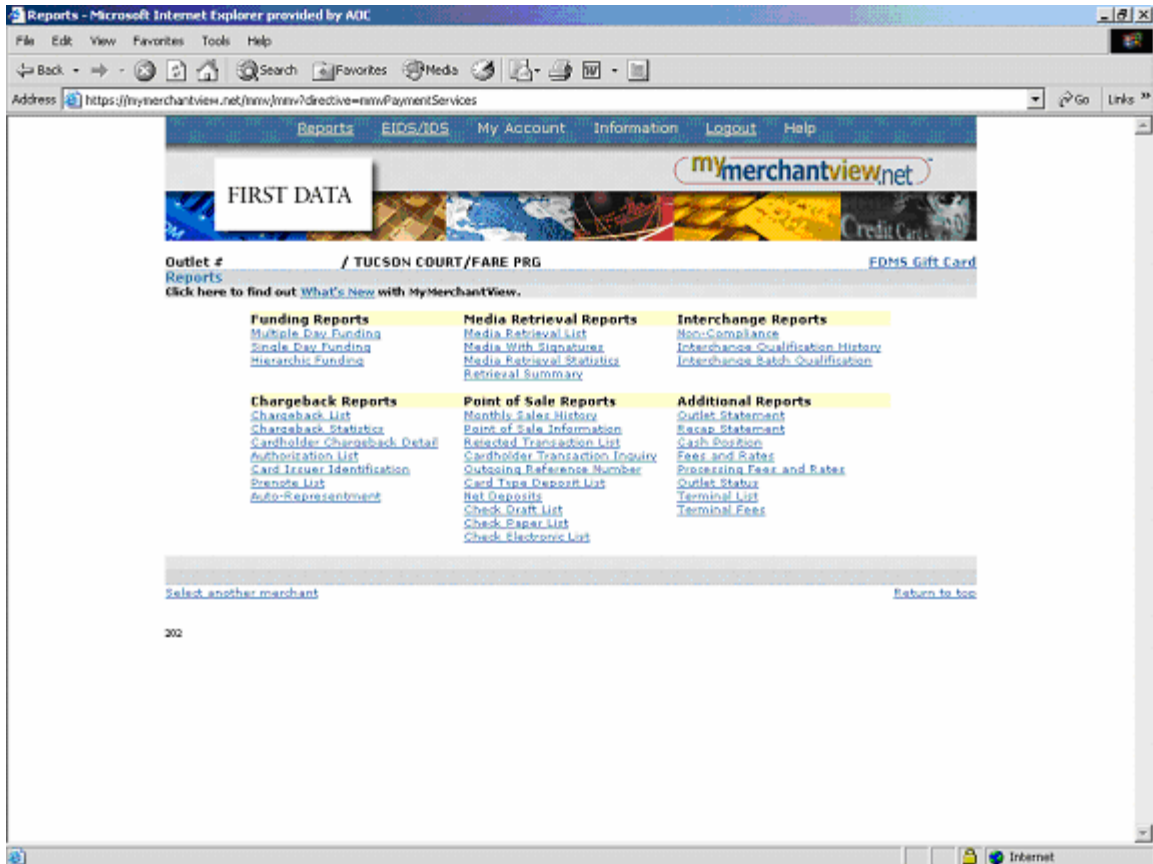 Reports - Microsoft Internet Explorer provided by AOC
File Edit View Favorites Tools Help
Back Search Favorites Media
Address https://mymerchantview.net/mmv/mmv?directive=mmvPaymentServices Go Links »
Reports EIDS/IDS My Account Information Logout Help
FIRST DATA
mymerchantview.net
Credit Card
Outlet # / TUCSON COURT/FARE PRG FDMS Gift Card
Reports
Click here to find out What's New with MyMerchantView.
Funding Reports
Multiple Day Funding
Single Day Funding
Hierarchic Funding
Media Retrieval Reports
Media Retrieval List
Media With Signatures
Media Retrieval Statistics
Retrieval Summary
Interchange Reports
Non-Compliance
Interchange Qualification History
Interchange Batch Qualification
Chargeback Reports
Chargeback List
Chargeback Statistics
Cardholder Chargeback Detail
Authorization List
Card Issuer Identification
Prenote List
Auto-Representment
Point of Sale Reports
Monthly Sales History
Point of Sale Information
Rejected Transaction List
Cardholder Transaction Inquiry
Outgoing Reference Number
Card Type Deposit List
Net Deposits
Check Draft List
Check Paper List
Check Electronic List
Additional Reports
Outlet Statement
Recap Statement
Cash Position
Fees and Rates
Processing Fees and Rates
Outlet Status
Terminal List
Terminal Fees
Select another merchant Return to top
202
Internet